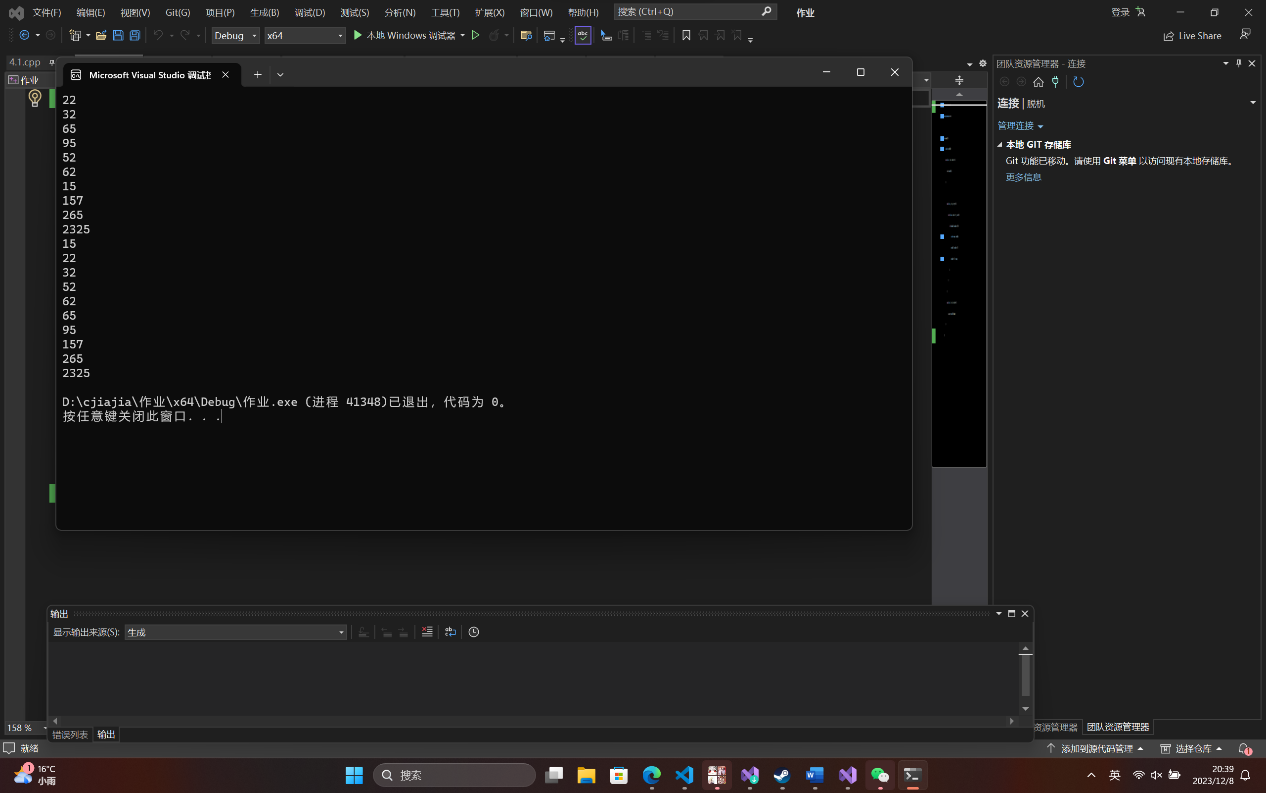 文件(F) 编辑(E) 视图(V) Git(G) 项目(P) 生成(B) 调试(D) 测试(S) 分析(N) 工具(T) 扩展(X) 窗口(W) 帮助(H) 搜索 (Ctrl+Q) 作业 登录
Debug x64 本地 Windows 调试器 Live Share
4.1.cpp
作业
Microsoft Visual Studio 调试控
22
32
65
95
52
62
15
157
265
2325
15
22
32
52
62
65
95
157
265
2325
D:\cjiajia\作业\x64\Debug\作业.exe (进程 41348)已退出，代码为 0。
按任意键关闭此窗口. . .
团队资源管理器 - 连接
连接 | 脱机
管理连接
本地 GIT 存储库
Git 功能已移动。请使用 Git 菜单 以访问现有本地存储库。
更多信息
输出
显示输出来源(S): 生成
158 %
错误列表 输出
资源管理器 团队资源管理器
就绪
添加到源代码管理 选择仓库 1
1 16°C
小雨
搜索
英
20:39
2023/12/8